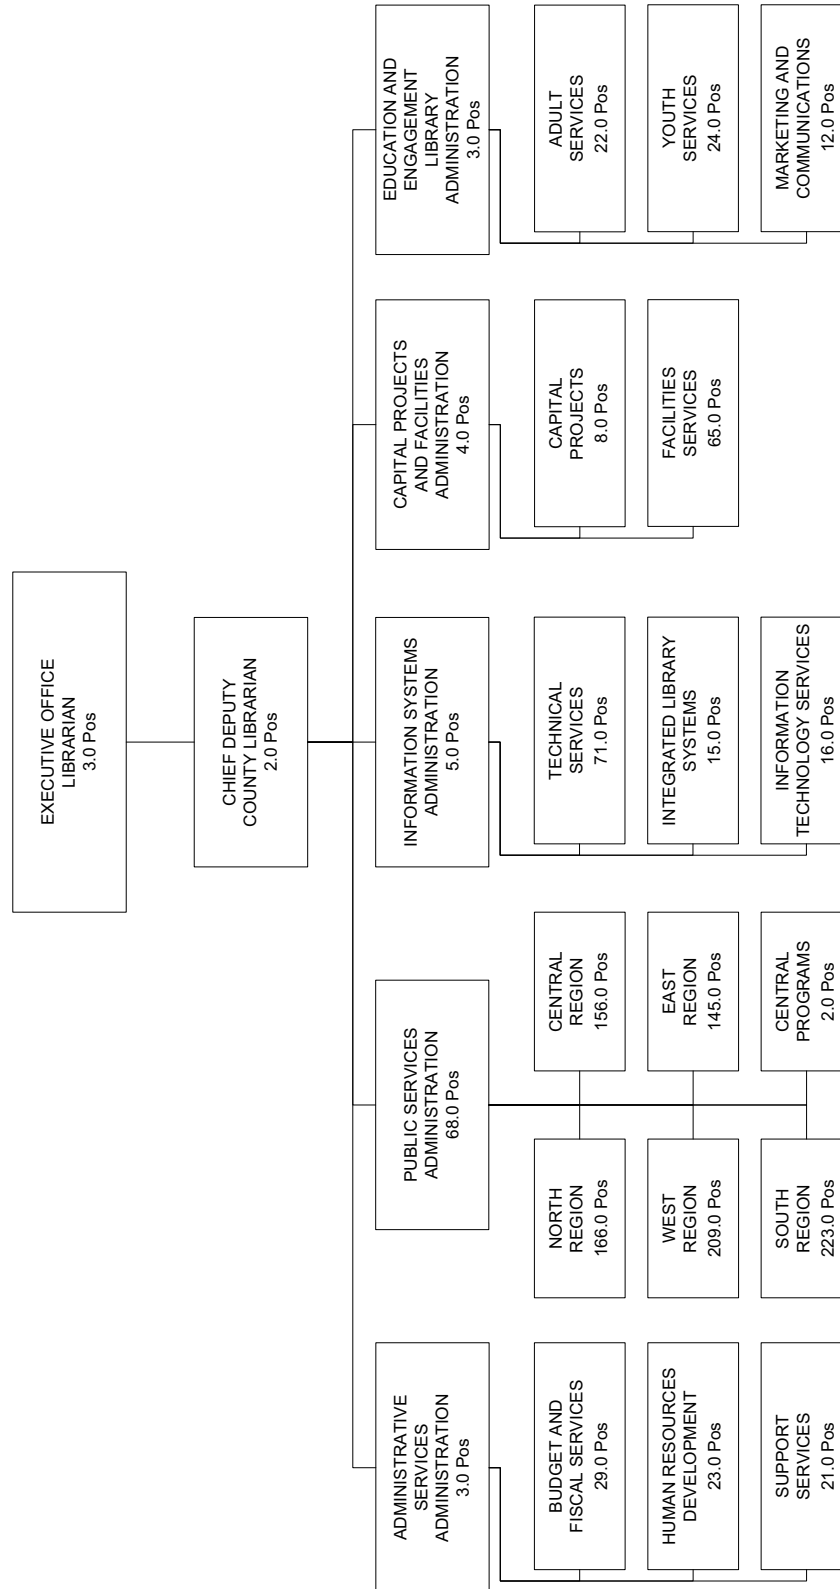 EXECUTIVE OFFICE
LIBRARIAN
3.0 Pos
CHIEF DEPUTY
COUNTY LIBRARIAN
2.0 Pos
ADMINISTRATIVE
SERVICES
ADMINISTRATION
3.0 Pos
PUBLIC SERVICES
ADMINISTRATION
68.0 Pos
INFORMATION SYSTEMS
ADMINISTRATION
5.0 Pos
CAPITAL PROJECTS
AND FACILITIES
ADMINISTRATION
4.0 Pos
EDUCATION AND
ENGAGEMENT
LIBRARY
ADMINISTRATION
3.0 Pos
BUDGET AND
FISCAL SERVICES
29.0 Pos
NORTH
REGION
166.0 Pos
CENTRAL
REGION
156.0 Pos
TECHNICAL
SERVICES
71.0 Pos
CAPITAL
PROJECTS
8.0 Pos
ADULT
SERVICES
22.0 Pos
HUMAN RESOURCES
DEVELOPMENT
23.0 Pos
WEST
REGION
209.0 Pos
EAST
REGION
145.0 Pos
INTEGRATED LIBRARY
SYSTEMS
15.0 Pos
FACILITIES
SERVICES
65.0 Pos
YOUTH
SERVICES
24.0 Pos
SUPPORT
SERVICES
21.0 Pos
SOUTH
REGION
223.0 Pos
CENTRAL
PROGRAMS
2.0 Pos
INFORMATION
TECHNOLOGY SERVICES
16.0 Pos
MARKETING AND
COMMUNICATIONS
12.0 Pos